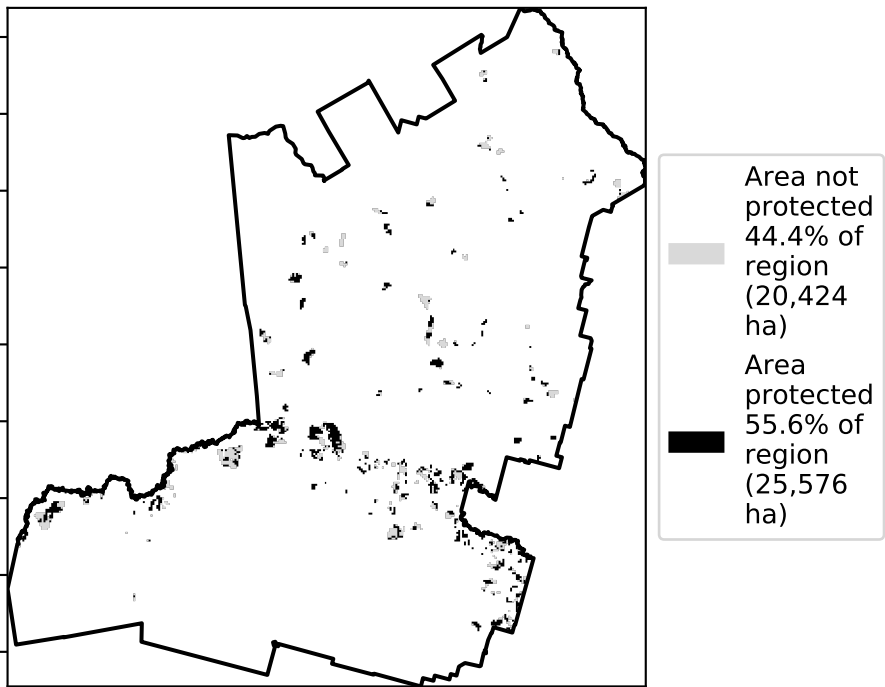 Area not
protected
44.4% of
region
(20,424
ha)
Area
protected
55.6% of
region
(25,576
ha)